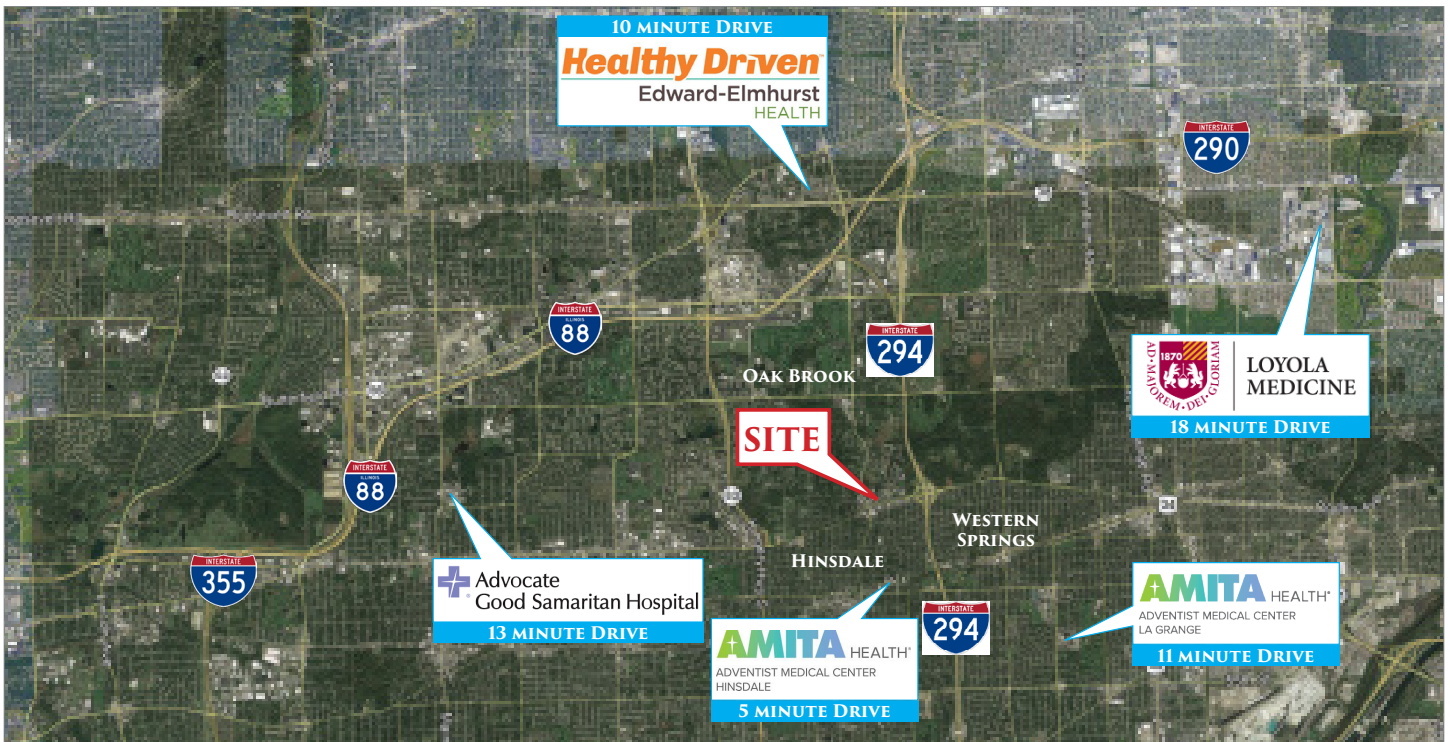 10 MINUTE DRIVE
Healthy Driven™
Edward-Elmhurst
HEALTH
INTERSTATE
290
INTERSTATE
ILLINOIS
88
INTERSTATE
294
OAK BROOK
AD•MAJOREM•DEI•GLORIAM
1870
LOYOLA
MEDICINE
18 MINUTE DRIVE
SITE
INTERSTATE
ILLINOIS
88
WESTERN
SPRINGS
HINSDALE
INTERSTATE
355
Advocate
Good Samaritan Hospital
13 MINUTE DRIVE
AMITA HEALTH®
ADVENTIST MEDICAL CENTER
HINSDALE
5 MINUTE DRIVE
INTERSTATE
294
AMITA HEALTH®
ADVENTIST MEDICAL CENTER
LA GRANGE
11 MINUTE DRIVE